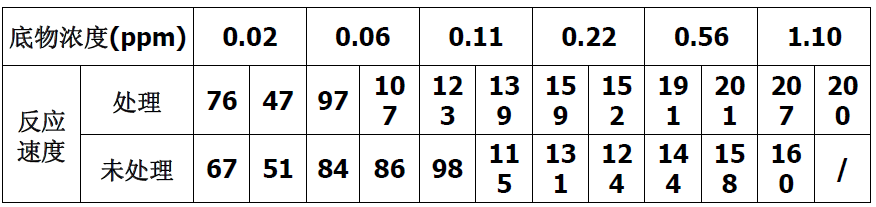 底物浓度(ppm) 0.02 0.06 0.11 0.22 0.56 1.10
反应速度 处理 76 47 97 107 123 139 159 152 191 201 207 200
未处理 67 51 84 86 98 115 131 124 144 158 160 /